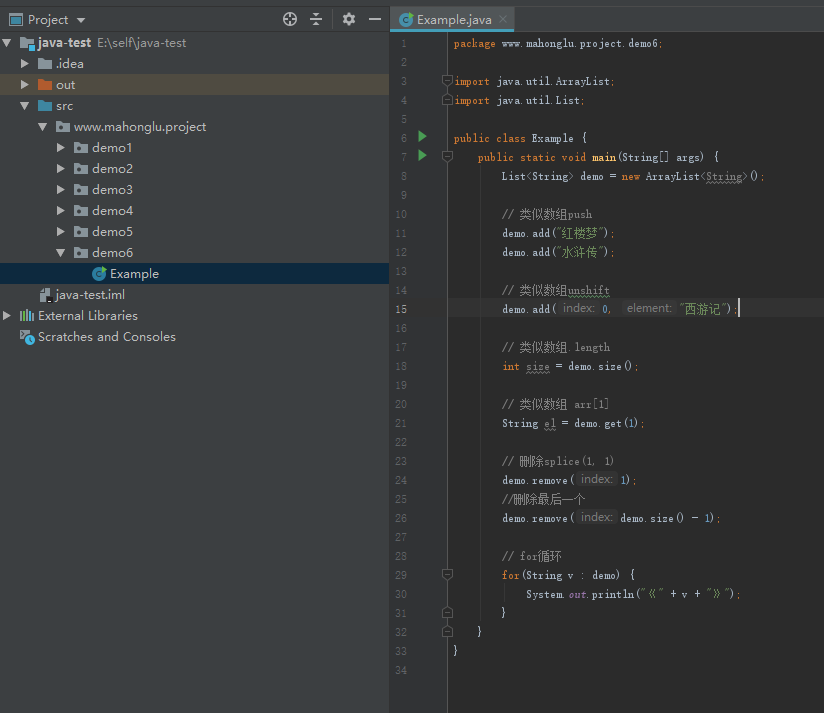 Project
java-test E:\self\java-test
.idea
out
src
www.mahonglu.project
demo1
demo2
demo3
demo4
demo5
demo6
Example
java-test.iml
External Libraries
Scratches and Consoles
Example.java
1 package www.mahonglu.project.demo6;
2
3 import java.util.ArrayList;
4 import java.util.List;
5
6 public class Example {
7 public static void main(String[] args) {
8 List<String> demo = new ArrayList<String>();
9
10 // 类似数组push
11 demo.add("红楼梦");
12 demo.add("水浒传");
13
14 // 类似数组unshift
15 demo.add( index: 0, element: "西游记");
16
17 // 类似数组.length
18 int size = demo.size();
19
20 // 类似数组 arr[1]
21 String el = demo.get(1);
22
23 // 删除splice(1, 1)
24 demo.remove( index: 1);
25 //删除最后一个
26 demo.remove( index: demo.size() - 1);
27
28 // for循环
29 for(String v : demo) {
30 System.out.println("《" + v + "》");
31 }
32 }
33 }
34